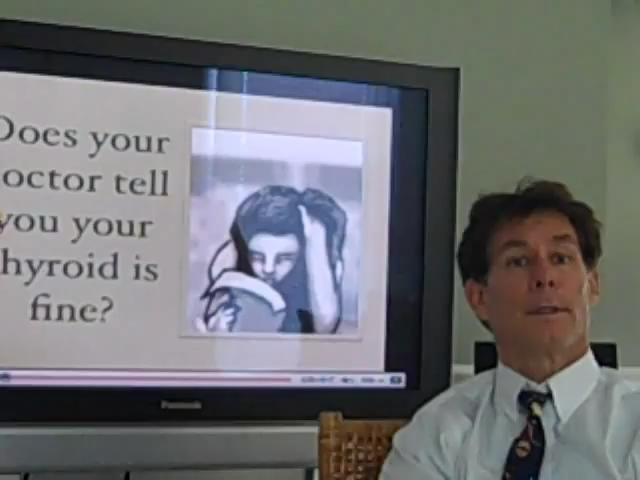 Does your
octor tell
you your
hyroid is
fine?
Panasonic